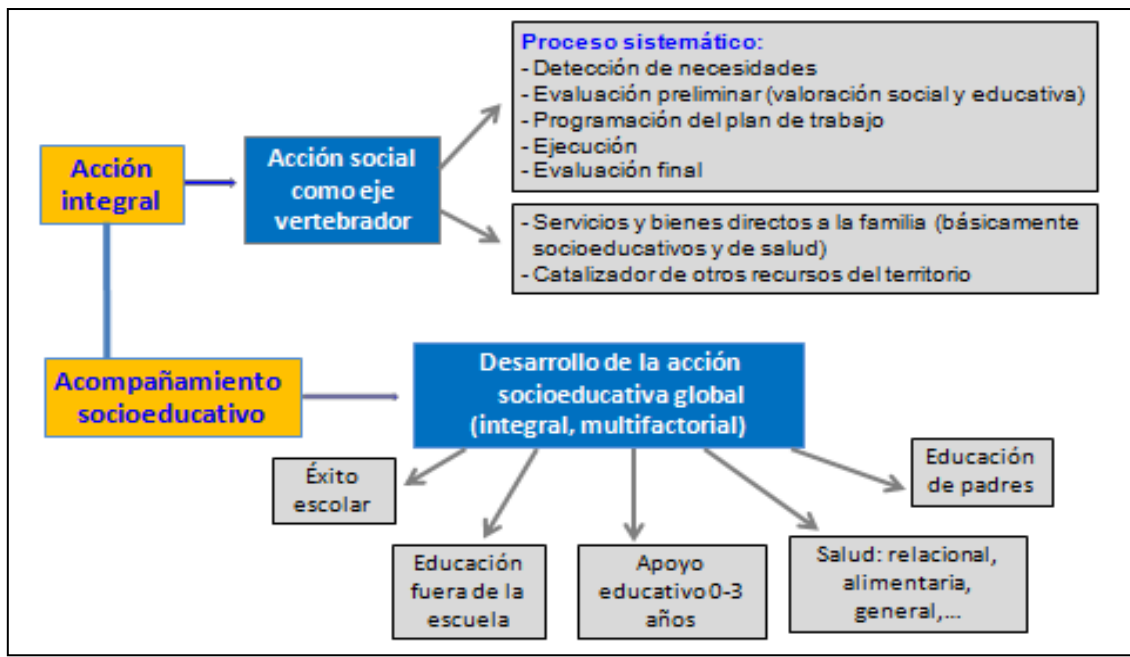 Proceso sistemático:
- Detección de necesidades
- Evaluación preliminar (valoración social y educativa)
- Programación del plan de trabajo
- Ejecución
- Evaluación final
Acción
integral
Acción social
como eje
vertebrador
- Servicios y bienes directos a la familia (básicamente
socioeducativos y de salud)
- Catalizador de otros recursos del territorio
Acompañamiento
socioeducativo
Desarrollo de la acción
socioeducativa global
(integral, multifactorial)
Éxito
escolar
Educación
fuera de la
escuela
Apoyo
educativo 0-3
años
Salud: relacional,
alimentaria,
general,...
Educación
de padres